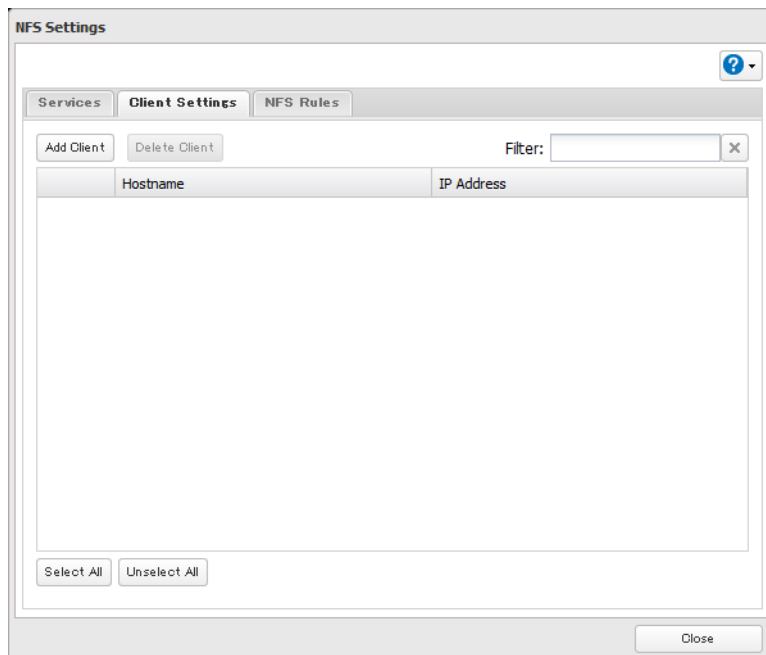 NFS Settings
?
Services Client Settings NFS Rules
Add Client Delete Client Filter:
Hostname IP Address
Select All Unselect All
Close